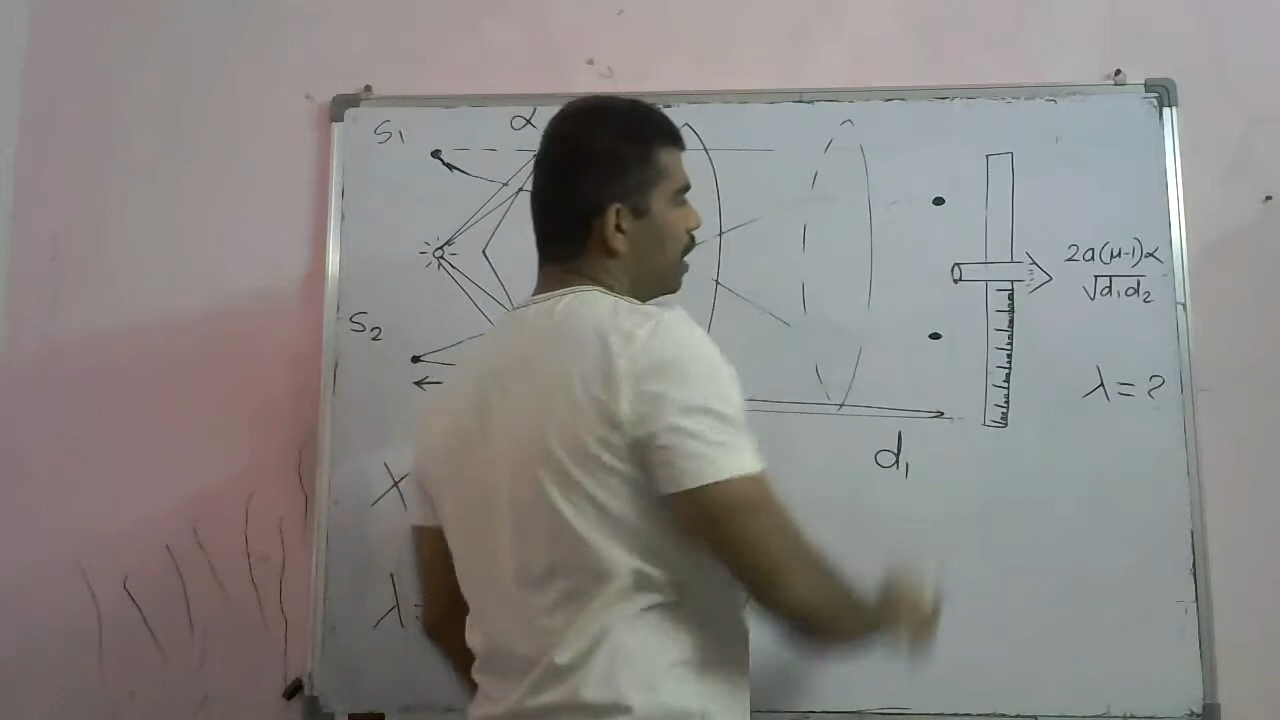 S₁
α
2a(μ-1)α
√d₁d₂
S₂
λ = ?
d₁
X
λ =